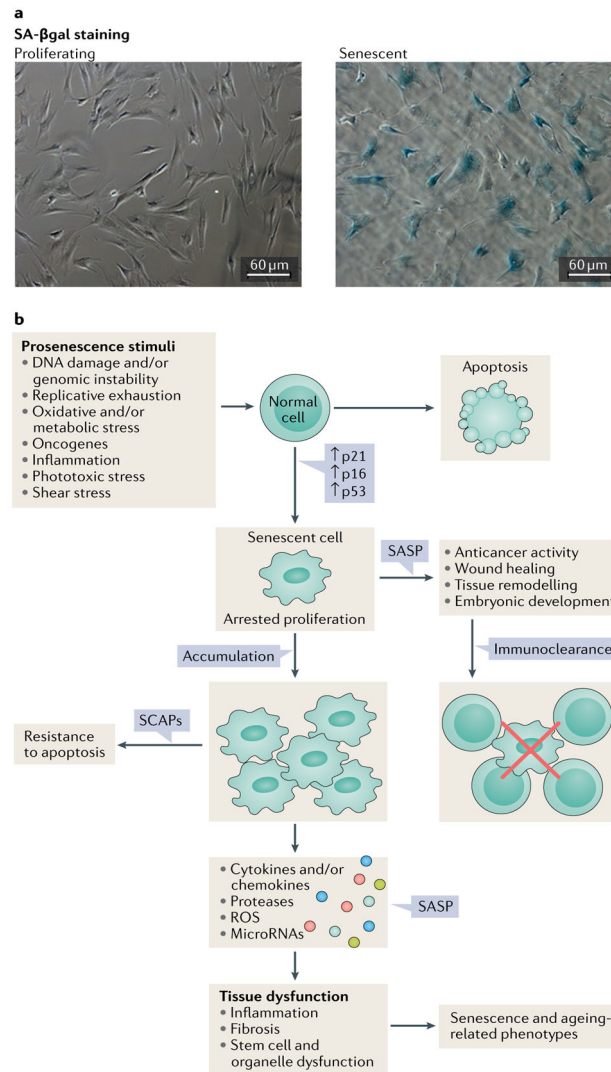 a
SA-βgal staining
Proliferating
Senescent
60 μm
60 μm
b
Prosenescence stimuli
• DNA damage and/or
genomic instability
• Replicative exhaustion
• Oxidative and/or
metabolic stress
• Oncogenes
• Inflammation
• Phototoxic stress
• Shear stress
Normal
cell
Apoptosis
↑ p21
↑ p16
↑ p53
Senescent cell
Arrested proliferation
SASP
• Anticancer activity
• Wound healing
• Tissue remodelling
• Embryonic development
Accumulation
Immunoclearance
SCAPs
Resistance
to apoptosis
• Cytokines and/or
chemokines
• Proteases
• ROS
• MicroRNAs
SASP
Tissue dysfunction
• Inflammation
• Fibrosis
• Stem cell and
organelle dysfunction
Senescence and ageing-
related phenotypes